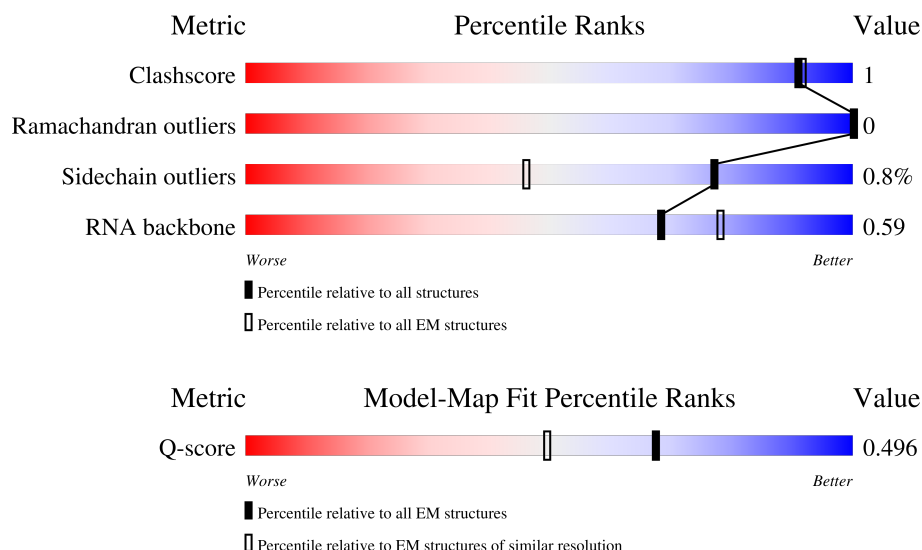 Metric Percentile Ranks Value
Clashscore 1
Ramachandran outliers 0
Sidechain outliers 0.8%
RNA backbone 0.59
Worse Better
Percentile relative to all structures
Percentile relative to all EM structures
Metric Model-Map Fit Percentile Ranks Value
Q-score 0.496
Worse Better
Percentile relative to all EM structures
Percentile relative to EM structures of similar resolution